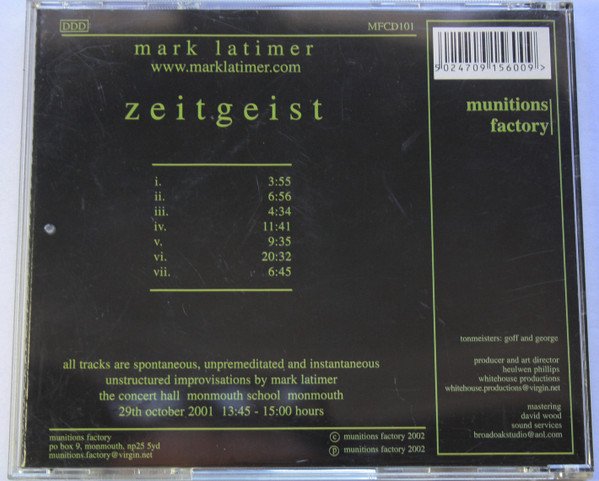 DDD
MFCD101
mark latimer
www.marklatimer.com
zeitgeist
i. 3:55
ii. 6:56
iii. 4:34
iv. 11:41
v. 9:35
vi. 20:32
vii. 6:45
all tracks are spontaneous, unpremeditated and instantaneous
unstructured improvisations by mark latimer
the concert hall monmouth school monmouth
29th october 2001 13:45 - 15:00 hours
munitions factory
po box 9, monmouth, np25 5yd
munitions.factory@virgin.net
c munitions factory 2002
p munitions factory 2002
5 024709 156009 >
munitions
factory
tonmeisters: goff and george
producer and art director
heulwen phillips
whitehouse productions
whitehouse.productions@virgin.net
mastering
david wood
sound services
broadoakstudio@aol.com